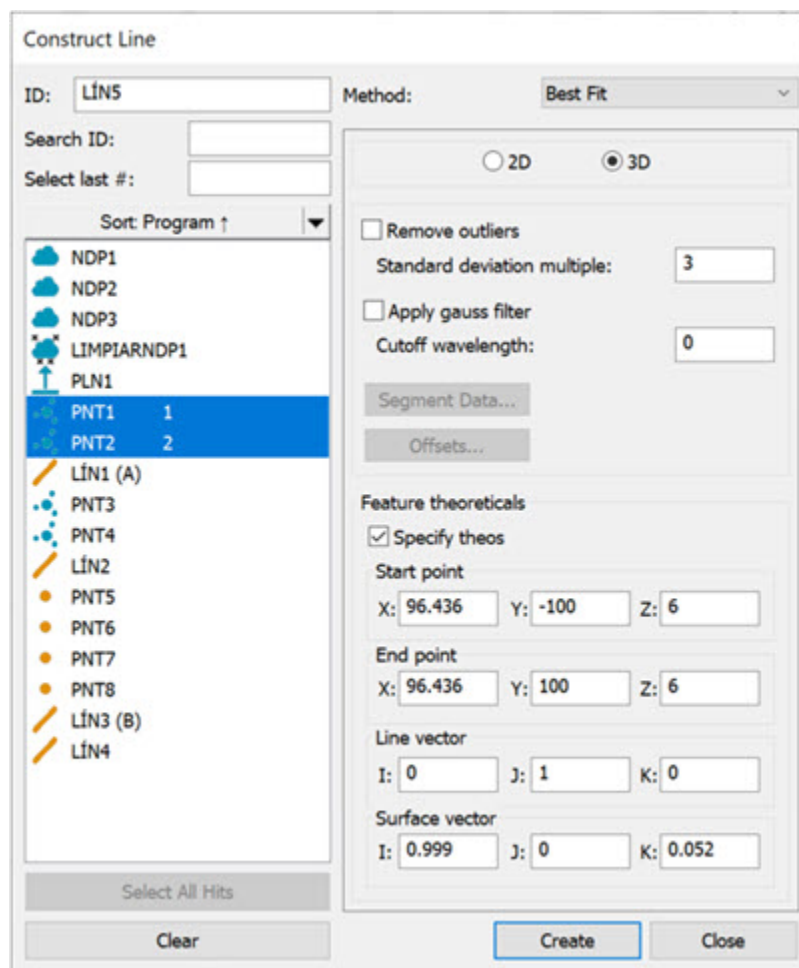 Construct Line
ID: LÍN5
Search ID:
Select last #:
Sort: Program ↑
NDP1
NDP2
NDP3
LIMPIARNDP1
PLN1
PNT1 1
PNT2 2
LÍN1 (A)
PNT3
PNT4
LÍN2
PNT5
PNT6
PNT7
PNT8
LÍN3 (B)
LÍN4
Select All Hits
Clear
Method: Best Fit
2D 3D
Remove outliers
Standard deviation multiple: 3
Apply gauss filter
Cutoff wavelength: 0
Segment Data...
Offsets...
Feature theoreticals
Specify theos
Start point
X: 96.436 Y: -100 Z: 6
End point
X: 96.436 Y: 100 Z: 6
Line vector
I: 0 J: 1 K: 0
Surface vector
I: 0.999 J: 0 K: 0.052
Create Close